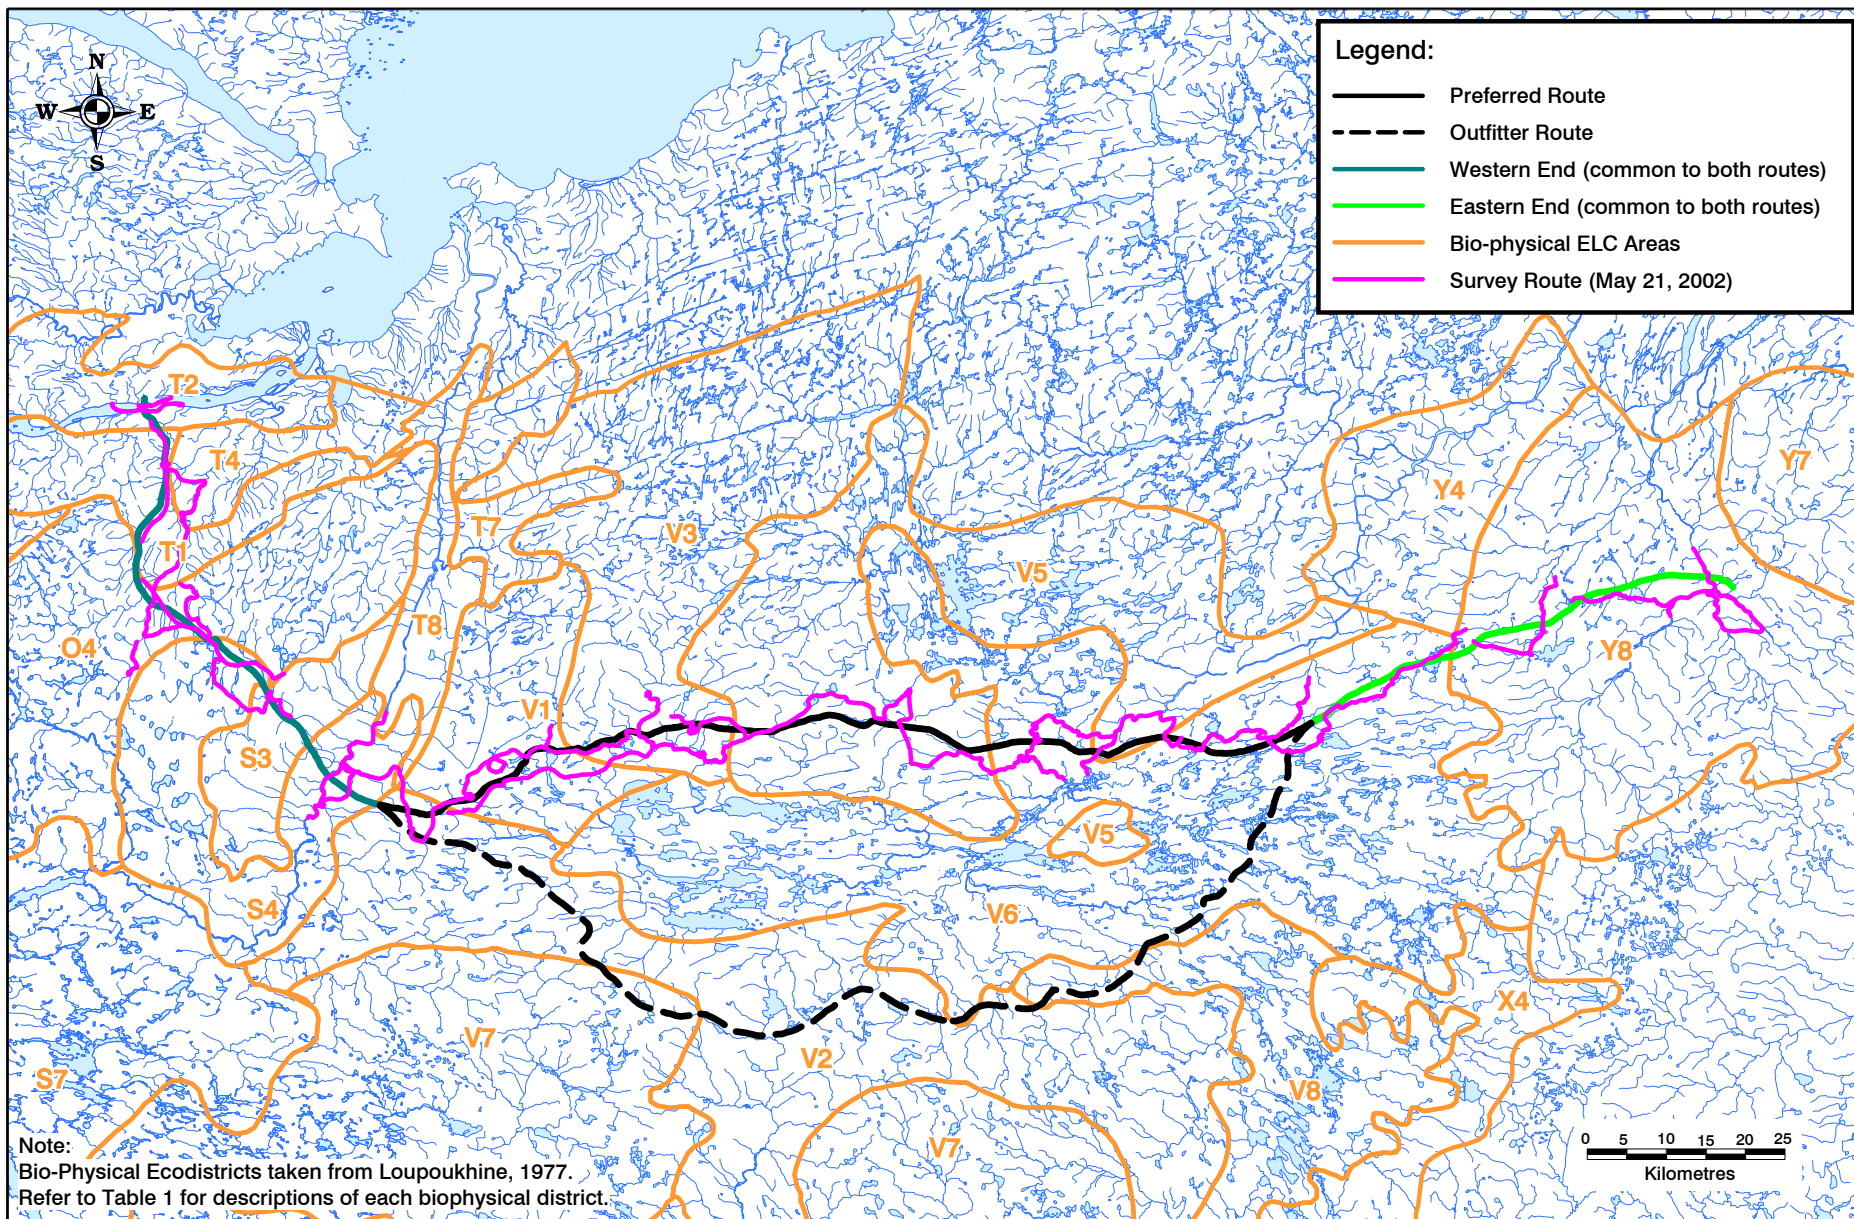 N
W E
S
Legend:
Preferred Route
Outfitter Route
Western End (common to both routes)
Eastern End (common to both routes)
Bio-physical ELC Areas
Survey Route (May 21, 2002)
T2
T4
Y7
Y4
T7
V3
T1
V5
T8
O4
Y8
V1
S3
V5
S4
V6
X4
V7
V2
S7
V8
V7
0 5 10 15 20 25
Kilometres
Note:
Bio-Physical Ecodistricts taken from Loupoukhine, 1977.
Refer to Table 1 for descriptions of each biophysical district.